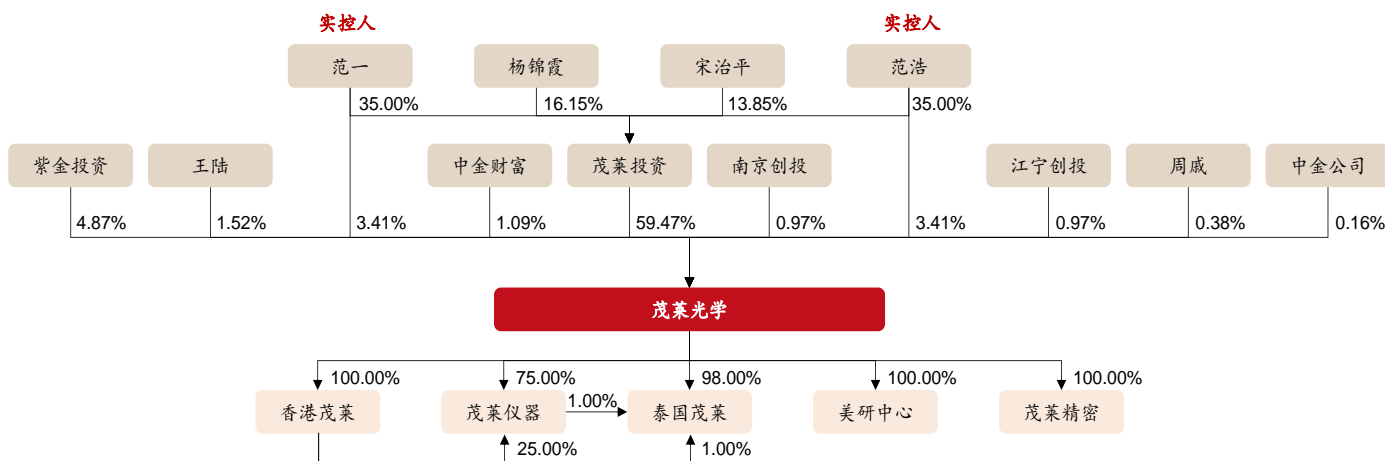 实控人 实控人
范一 杨锦霞 宋治平 范浩
35.00% 16.15% 13.85% 35.00%
紫金投资 王陆 中金财富 茂莱投资 南京创投 江宁创投 周戚 中金公司
4.87% 1.52% 3.41% 1.09% 59.47% 0.97% 3.41% 0.97% 0.38% 0.16%
茂莱光学
100.00% 75.00% 98.00% 100.00% 100.00%
香港茂莱 茂莱仪器 1.00% 泰国茂莱 美研中心 茂莱精密
25.00% 1.00%